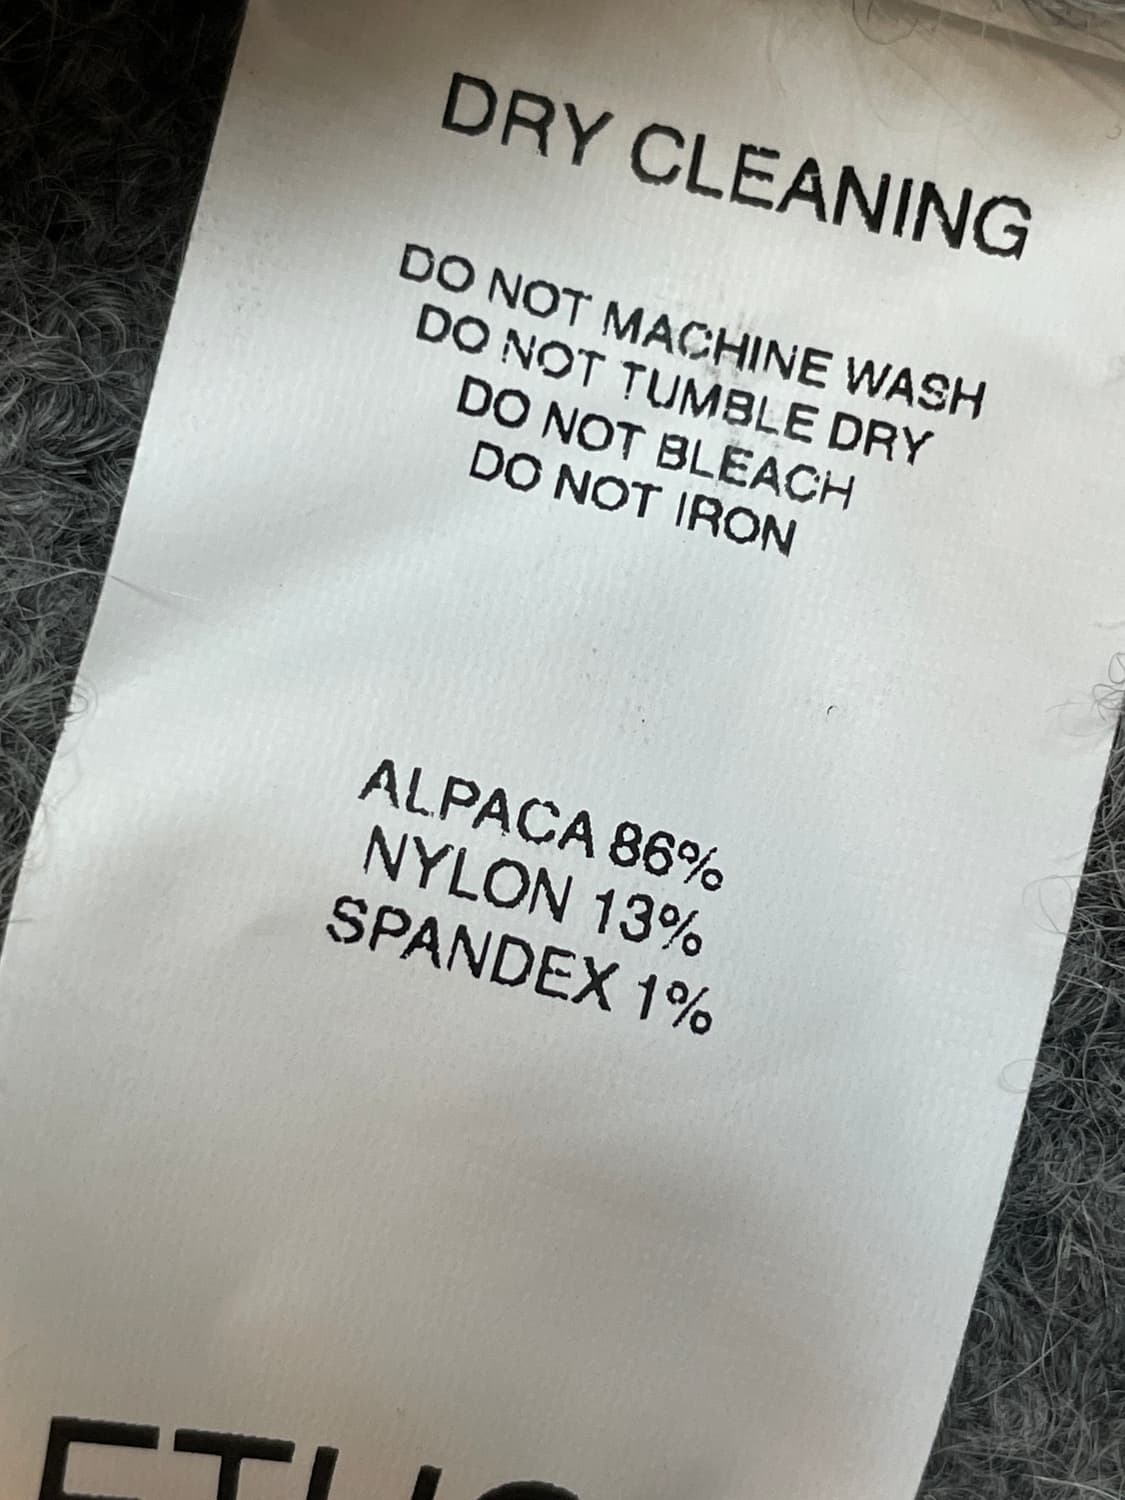 DRY CLEANING
DO NOT MACHINE WASH
DO NOT TUMBLE DRY
DO NOT BLEACH
DO NOT IRON
ALPACA 86%
NYLON 13%
SPANDEX 1%